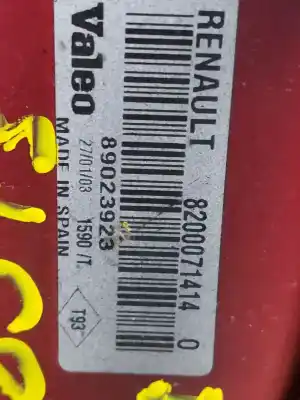 RENAULT
8200071414 0
89023923
Valeo
27/01/03 1590 /T
MADE IN SPAIN
T93